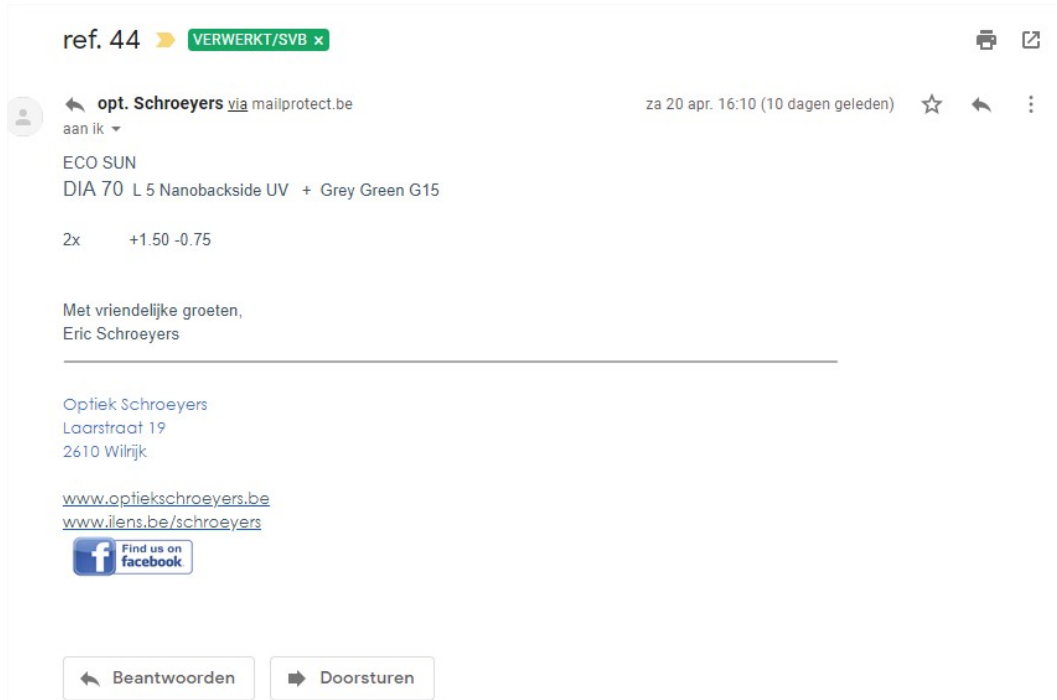 ref. 44 VERWERKT/SVB ×
opt. Schroeyers via mailprotect.be za 20 apr. 16:10 (10 dagen geleden)
aan ik
ECO SUN
DIA 70 L 5 Nanobackside UV + Grey Green G15
2x +1.50 -0.75
Met vriendelijke groeten,
Eric Schroeyers
Optiek Schroeyers
Laarstraat 19
2610 Wilrijk
www.optiekschroeyers.be
www.ilens.be/schroeyers
f Find us on
facebook
Beantwoorden Doorsturen